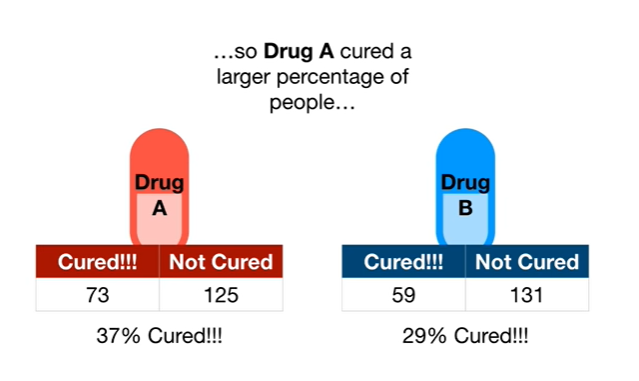 …so Drug A cured a
larger percentage of
people…
Drug
A
Drug
B
Cured!!! Not Cured
73 125
37% Cured!!!
Cured!!! Not Cured
59 131
29% Cured!!!